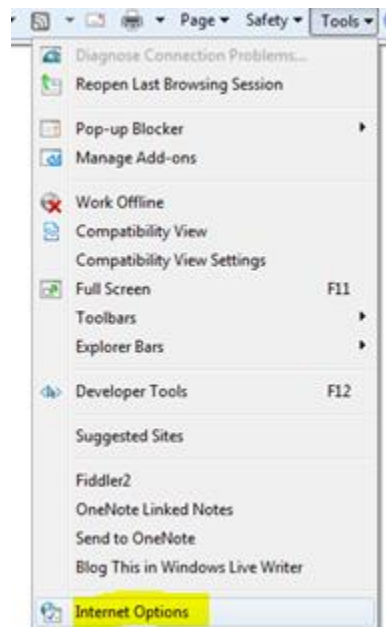 Page Safety Tools
Diagnose Connection Problems...
Reopen Last Browsing Session
Pop-up Blocker
Manage Add-ons
Work Offline
Compatibility View
Compatibility View Settings
Full Screen F11
Toolbars
Explorer Bars
Developer Tools F12
Suggested Sites
Fiddler2
OneNote Linked Notes
Send to OneNote
Blog This in Windows Live Writer
Internet Options